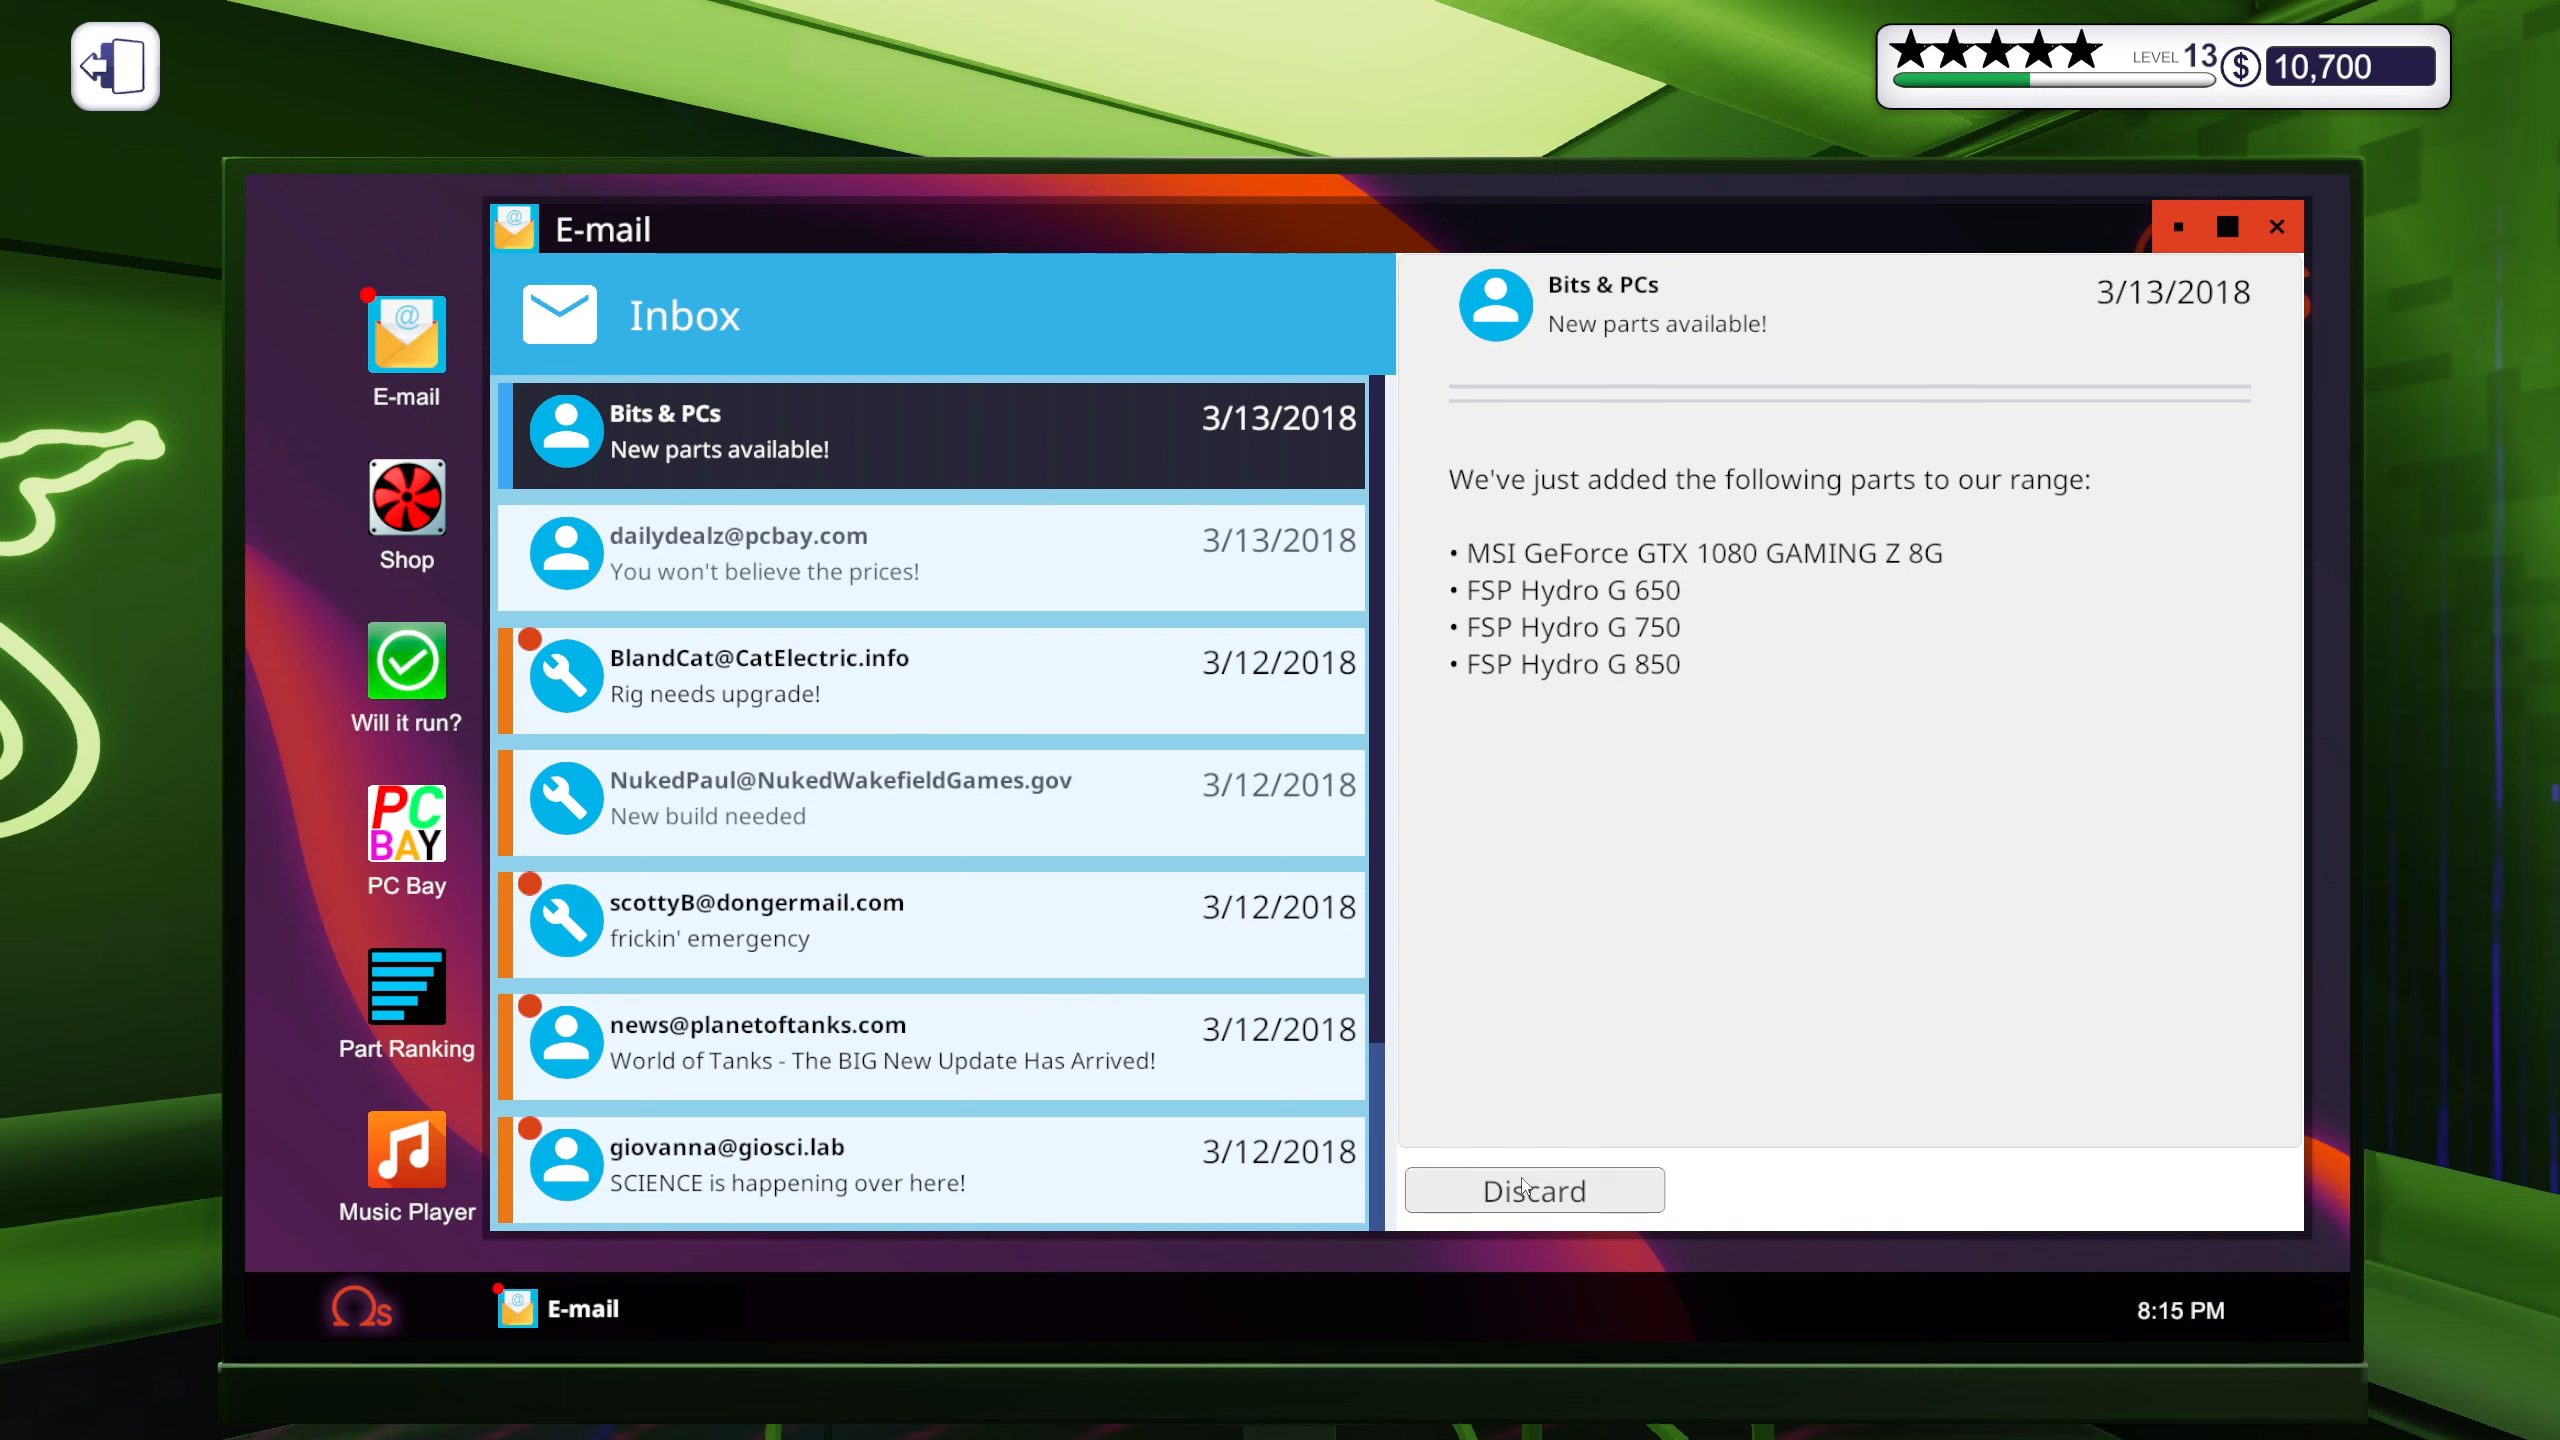 LEVEL 13
$ 10,700
E-mail
Inbox
Bits & PCs
New parts available!
3/13/2018
dailydealz@pcbay.com
You won't believe the prices!
3/13/2018
BlandCat@CatElectric.info
Rig needs upgrade!
3/12/2018
NukedPaul@NukedWakefieldGames.gov
New build needed
3/12/2018
scottyB@dongermail.com
frickin' emergency
3/12/2018
news@planetoftanks.com
World of Tanks - The BIG New Update Has Arrived!
3/12/2018
giovanna@giosci.lab
SCIENCE is happening over here!
3/12/2018
Bits & PCs
New parts available!
3/13/2018
We've just added the following parts to our range:
• MSI GeForce GTX 1080 GAMING Z 8G
• FSP Hydro G 650
• FSP Hydro G 750
• FSP Hydro G 850
Discard
E-mail
Shop
Will it run?
PC
BAY
PC Bay
Part Ranking
Music Player
Ωs
E-mail
8:15 PM